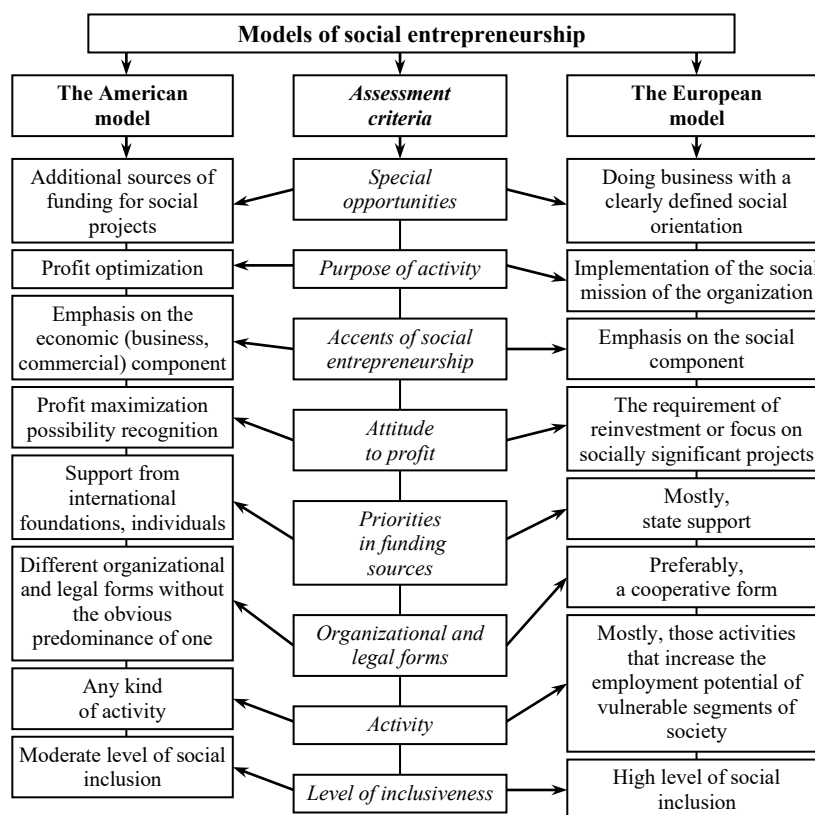 Models of social entrepreneurship
The American
model
Assessment
criteria
The European
model
Additional sources of
funding for social
projects
Special
opportunities
Doing business with a
clearly defined social
orientation
Profit optimization
Purpose of activity
Implementation of the social
mission of the organization
Emphasis on the
economic (business,
commercial) component
Accents of social
entrepreneurship
Emphasis on the social
component
Profit maximization
possibility recognition
Attitude
to profit
The requirement of
reinvestment or focus on
socially significant projects
Support from
international
foundations, individuals
Priorities
in funding
sources
Mostly,
state support
Different organizational
and legal forms without
the obvious
predominance of one
Organizational and
legal forms
Preferably,
a cooperative form
Any kind
of activity
Activity
Mostly, those activities
that increase the
employment potential of
vulnerable segments of
society
Moderate level of social
inclusion
Level of inclusiveness
High level of social
inclusion